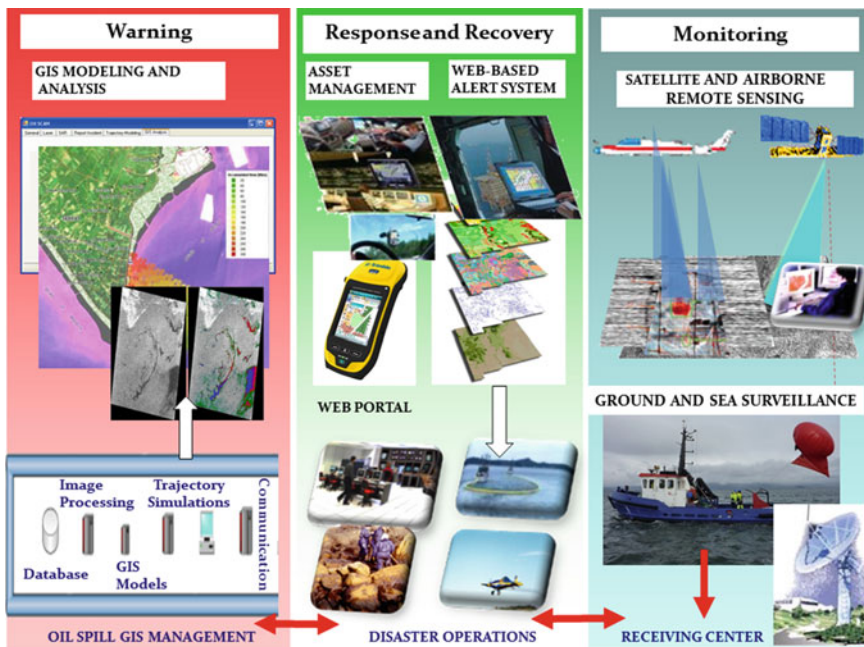 Warning
GIS MODELING AND
ANALYSIS
Image
Processing
Trajectory
Simulations
Communication
Database
GIS
Models
OIL SPILL GIS MANAGEMENT
Response and Recovery
ASSET
MANAGEMENT
WEB-BASED
ALERT SYSTEM
WEB PORTAL
DISASTER OPERATIONS
Monitoring
SATELLITE AND AIRBORNE
REMOTE SENSING
GROUND AND SEA SURVEILLANCE
RECEIVING CENTER